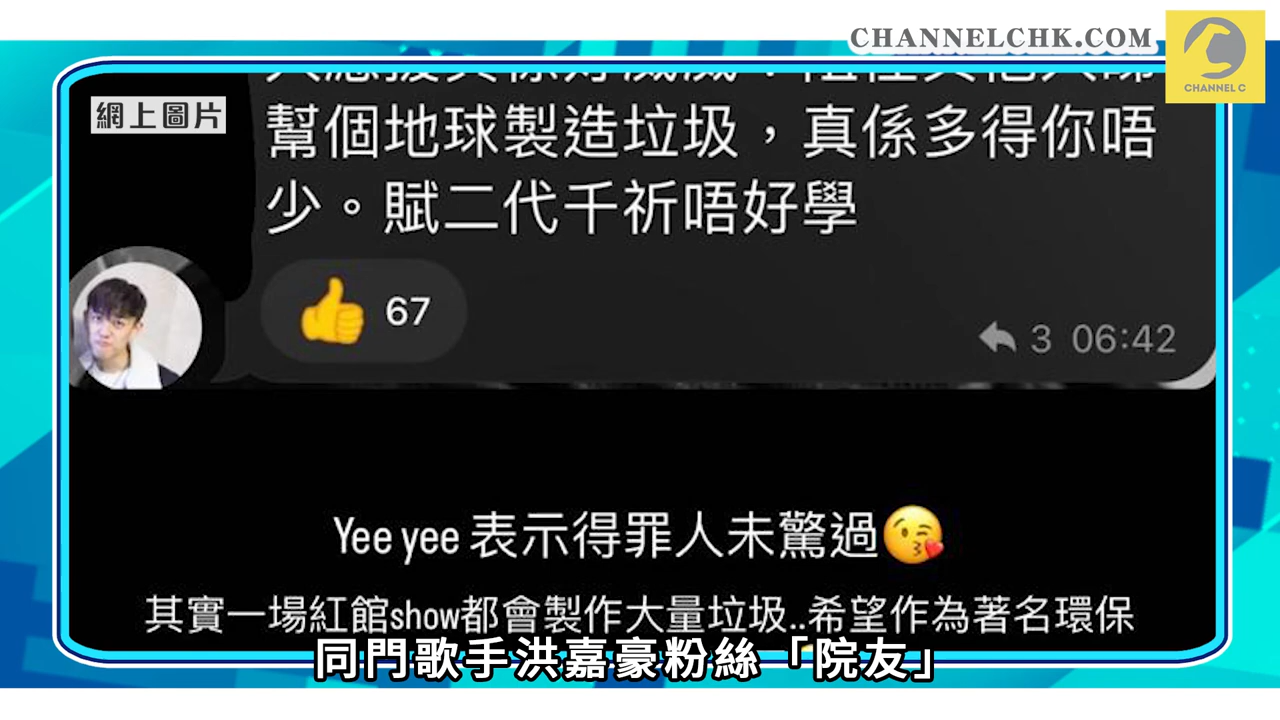 CHANNELCHK.COM
CHANNEL C
網上圖片
幫個地球製造垃圾，真係多得你唔
少。賦二代千祈唔好學
67
3 06:42
Yee yee 表示得罪人未驚過😘
其實一場紅館show都會製作大量垃圾..希望作為著名環保
同門歌手洪嘉豪粉絲「院友」